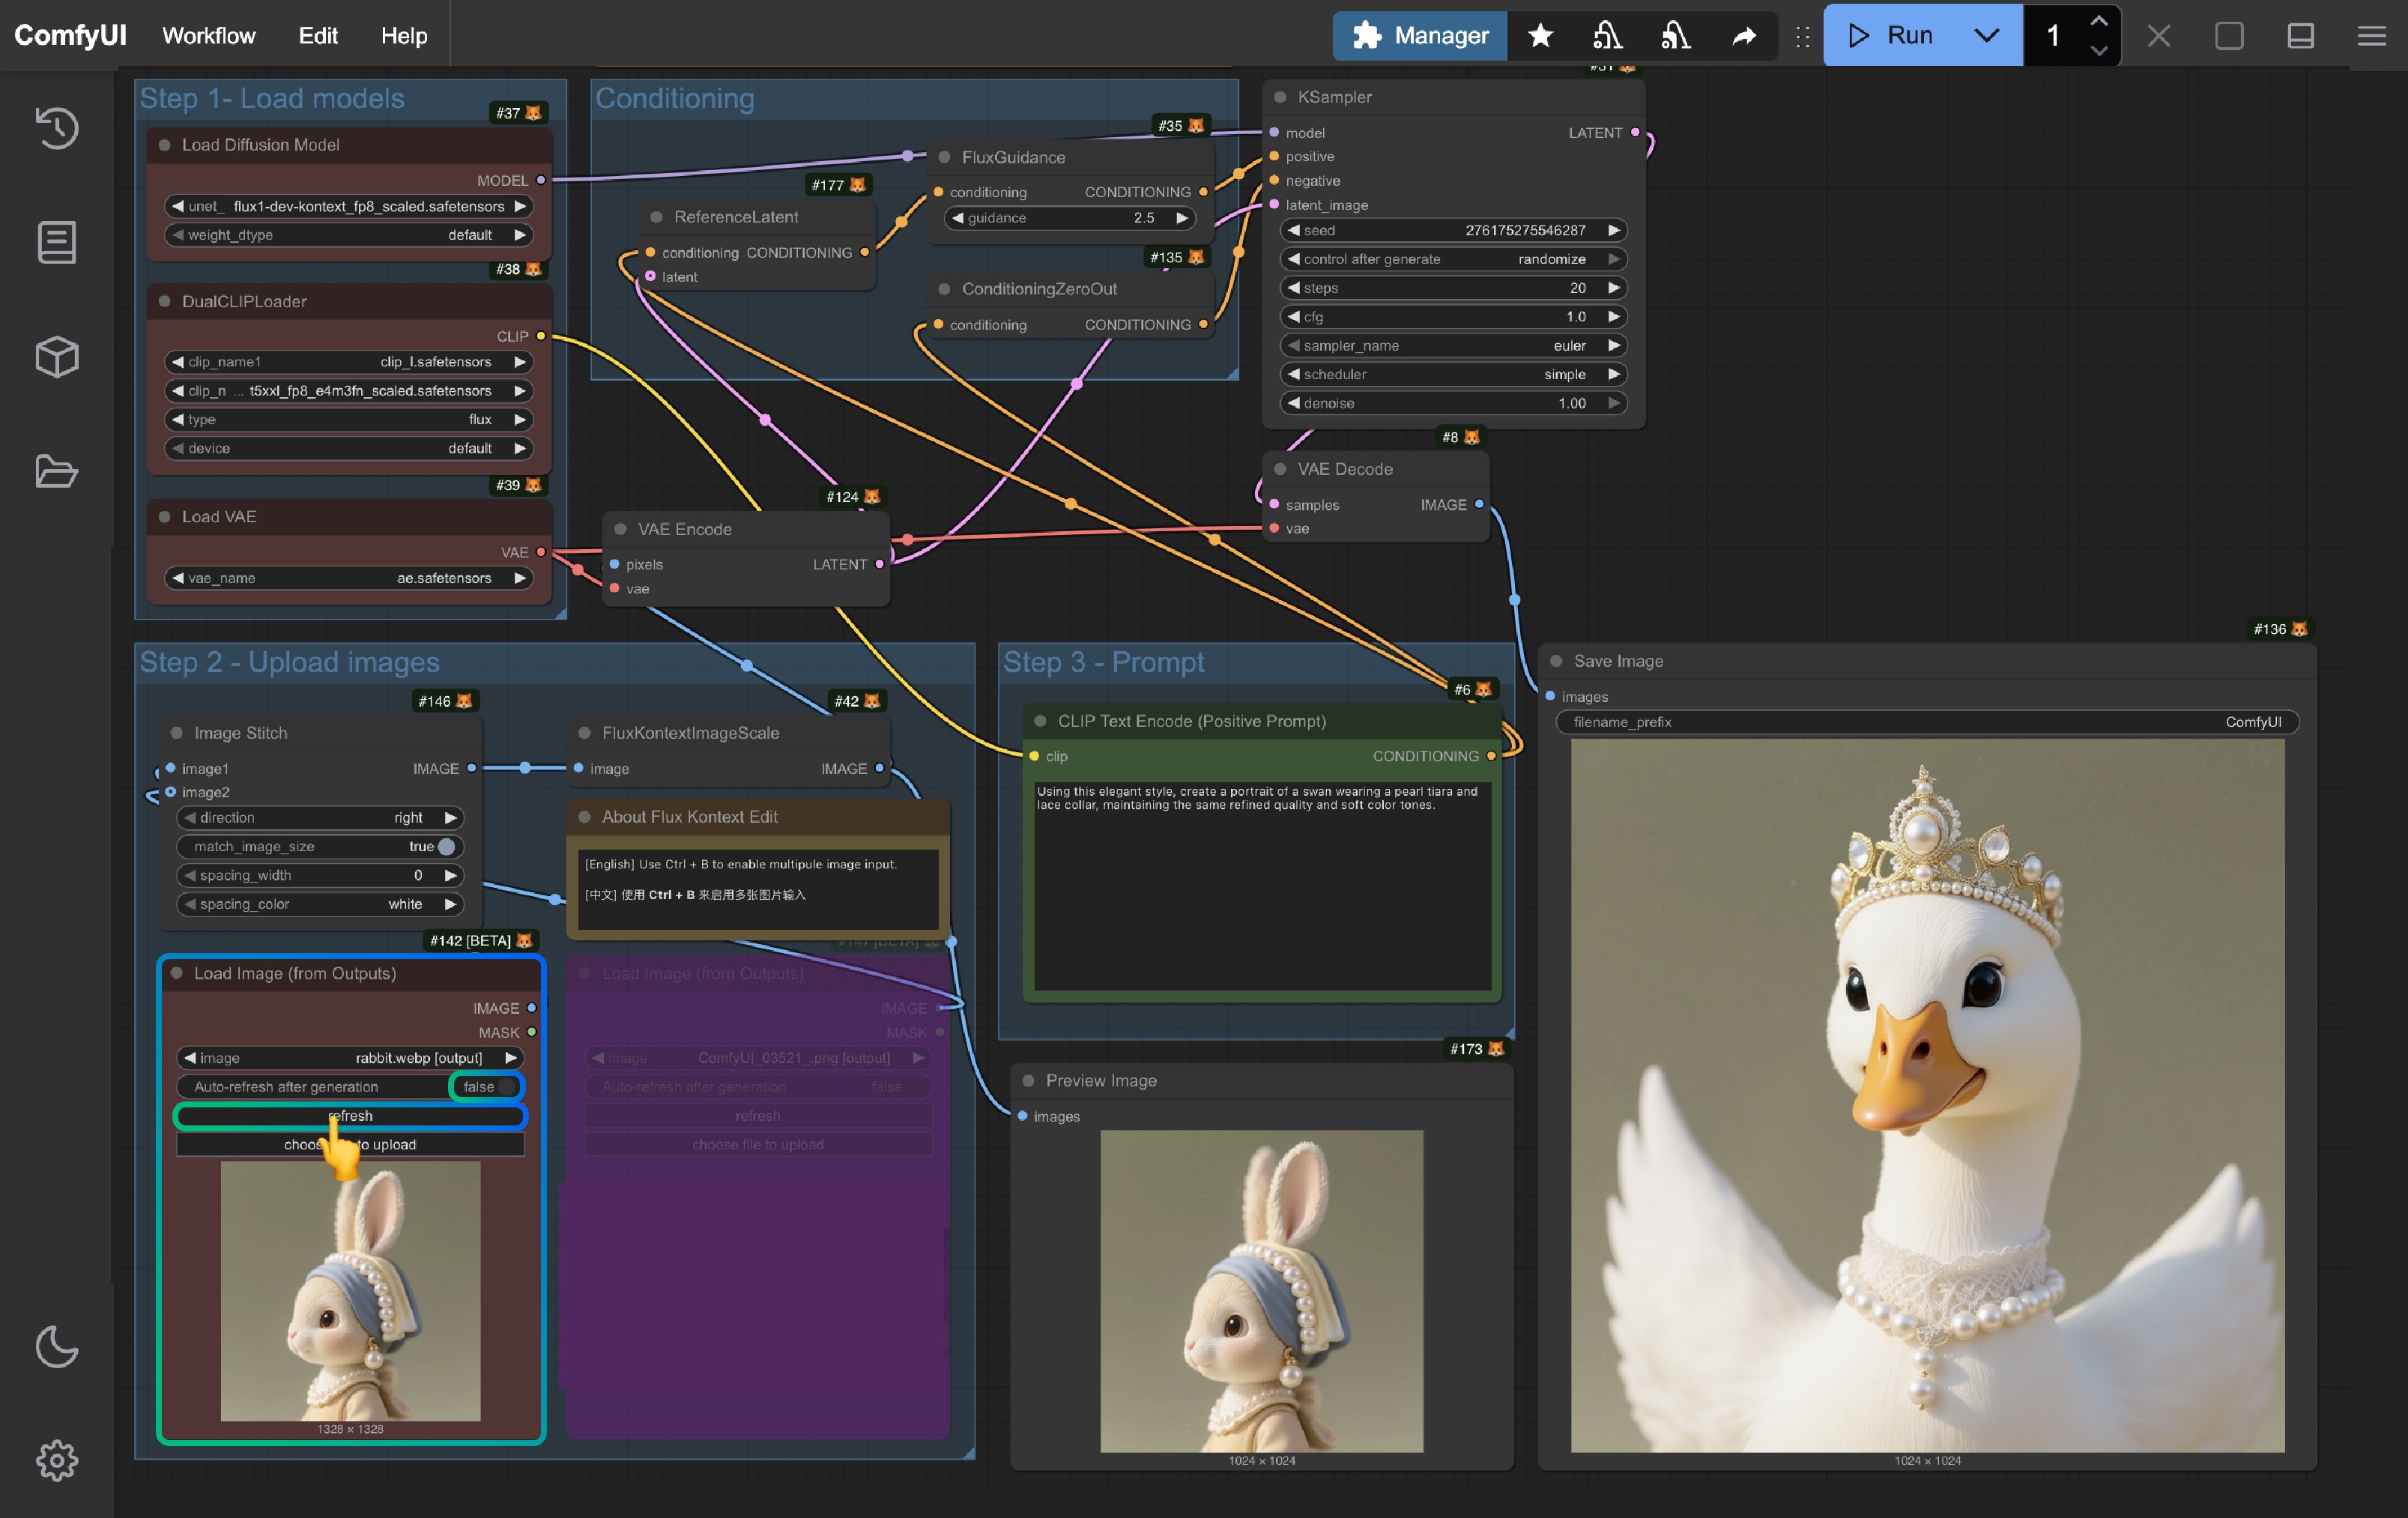 ComfyUI Workflow Edit Help Manager Run 1
Step 1- Load models
#37
Load Diffusion Model
MODEL
unet_ flux1-dev-kontext_fp8_scaled.safetensors
weight_dtype default
#38
DualCLIPLoader
CLIP
clip_name1 clip_l.safetensors
clip_n ... t5xxl_fp8_e4m3fn_scaled.safetensors
type flux
device default
#39
Load VAE
VAE
vae_name ae.safetensors
Conditioning
#35
FluxGuidance
conditioning CONDITIONING
guidance 2.5
#177
ReferenceLatent
conditioning CONDITIONING
latent
#135
ConditioningZeroOut
conditioning CONDITIONING
#31
KSampler
model LATENT
positive
negative
latent_image
seed 276175275546287
control after generate randomize
steps 20
cfg 1.0
sampler_name euler
scheduler simple
denoise 1.00
#8
VAE Decode
samples IMAGE
vae
#124
VAE Encode
pixels LATENT
vae
Step 2 - Upload images
#146
Image Stitch
image1 IMAGE
image2
direction right
match_image_size true
spacing_width 0
spacing_color white
#42
FluxKontextImageScale
image IMAGE
About Flux Kontext Edit
[English] Use Ctrl + B to enable multipule image input.
[中文] 使用 Ctrl + B 来启用多张图片输入
#142 [BETA]
Load Image (from Outputs)
IMAGE
MASK
image rabbit.webp [output]
Auto-refresh after generation false
refresh
choos to upload
1328 × 1328
#147 [BETA]
Load Image (from Outputs)
IMAGE
MASK
image ComfyUI_03521_.png [output]
Auto-refresh after generation false
refresh
choose file to upload
Step 3 - Prompt
#6
CLIP Text Encode (Positive Prompt)
clip CONDITIONING
Using this elegant style, create a portrait of a swan wearing a pearl tiara and
lace collar, maintaining the same refined quality and soft color tones.
#173
Preview Image
images
1024 × 1024
#136
Save Image
images
filename_prefix ComfyUI
1024 × 1024